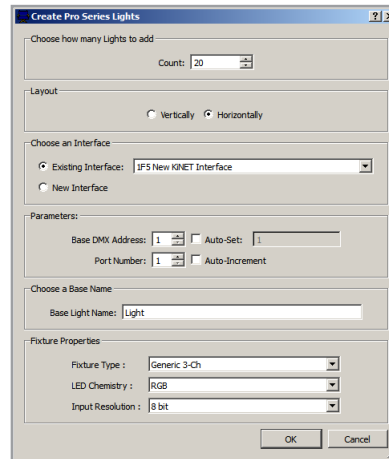 Create Pro Series Lights
Choose how many Lights to add
Count: 20
Layout
Vertically Horizontally
Choose an Interface
Existing Interface: 1F5 New KiNET Interface
New Interface
Parameters:
Base DMX Address: 1 Auto-Set: 1
Port Number: 1 Auto-Increment
Choose a Base Name
Base Light Name: Light
Fixture Properties
Fixture Type : Generic 3-Ch
LED Chemistry : RGB
Input Resolution : 8 bit
OK Cancel